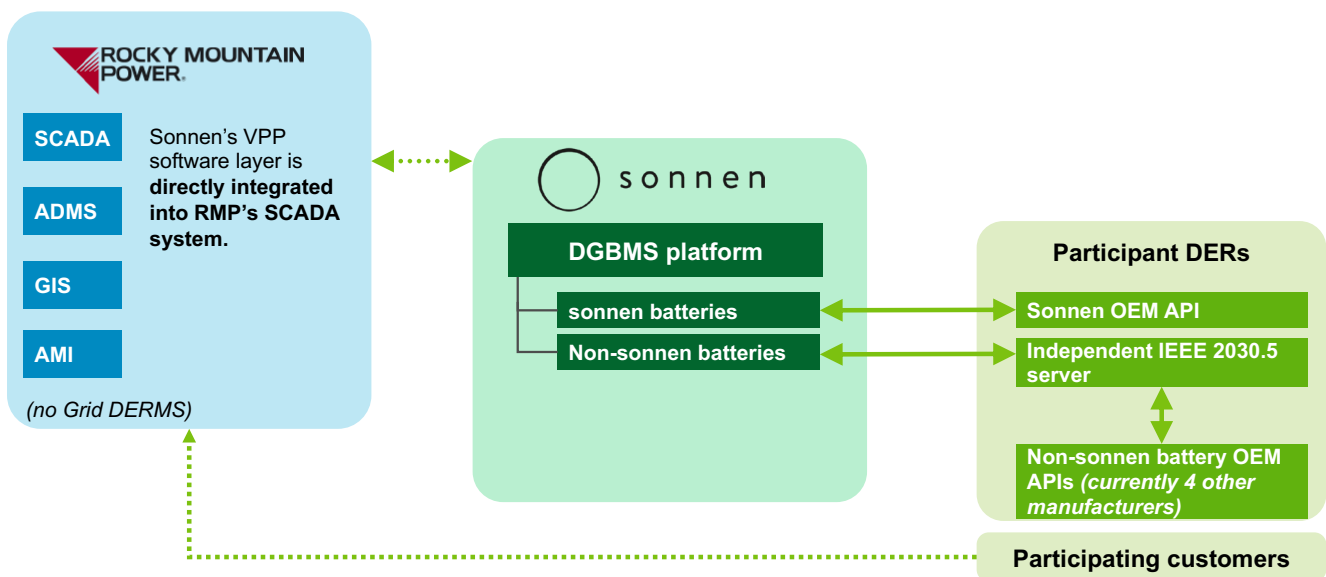 ROCKY MOUNTAIN
POWER®
SCADA
ADMS
GIS
AMI
Sonnen’s VPP
software layer is
directly integrated
into RMP’s SCADA
system.
(no Grid DERMS)
sonnen
DGBMS platform
sonnen batteries
Non-sonnen batteries
Participant DERs
Sonnen OEM API
Independent IEEE 2030.5
server
Non-sonnen battery OEM
APIs (currently 4 other
manufacturers)
Participating customers